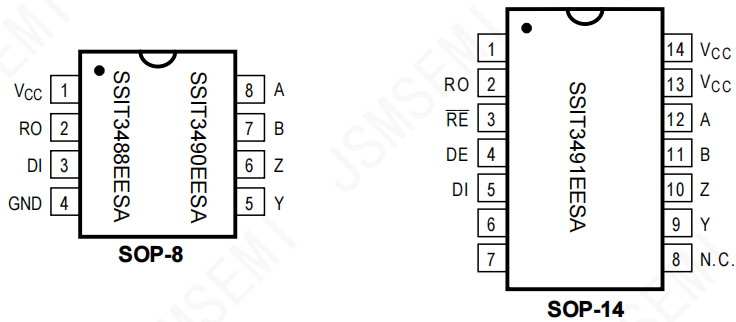 VCC 1 8 A
RO 2 7 B
DI 3 6 Z
GND 4 5 Y
SSIT3488EESA
SSIT3490EESA
SOP-8
1 14 VCC
RO 2 13 VCC
RE 3 12 A
DE 4 11 B
DI 5 10 Z
6 9 Y
7 8 N.C.
SSIT3491EESA
SOP-14
JSMSEMI